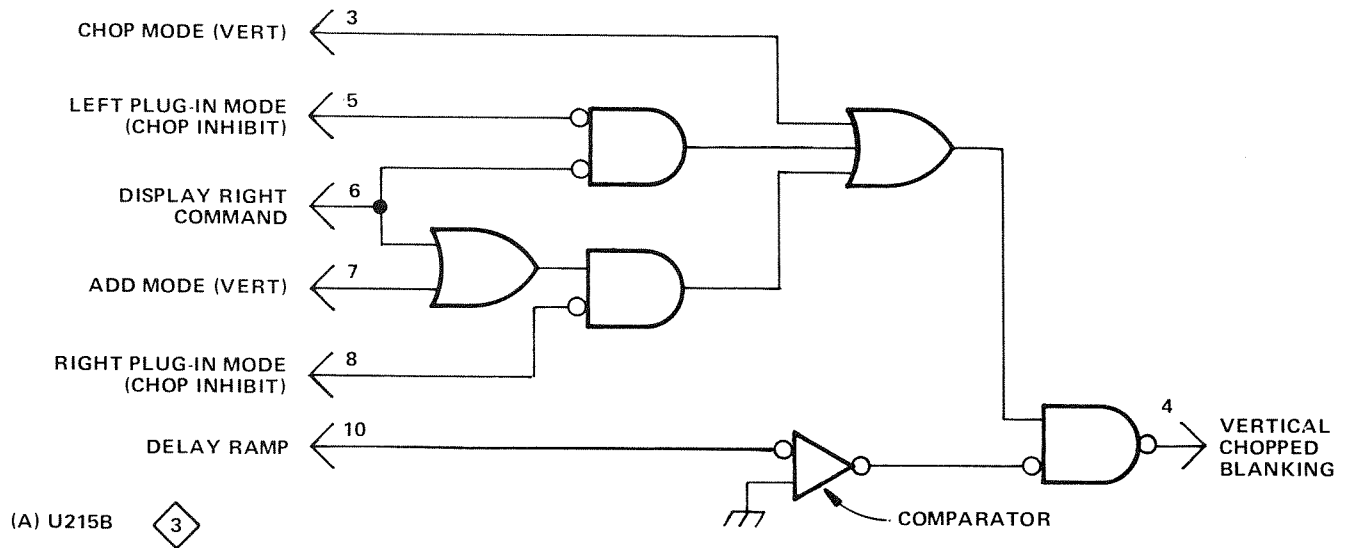 CHOP MODE (VERT)
3
LEFT PLUG-IN MODE
(CHOP INHIBIT)
5
DISPLAY RIGHT
COMMAND
6
ADD MODE (VERT)
7
RIGHT PLUG-IN MODE
(CHOP INHIBIT)
8
DELAY RAMP
10
4
VERTICAL
CHOPPED
BLANKING
COMPARATOR
(A) U215B
3